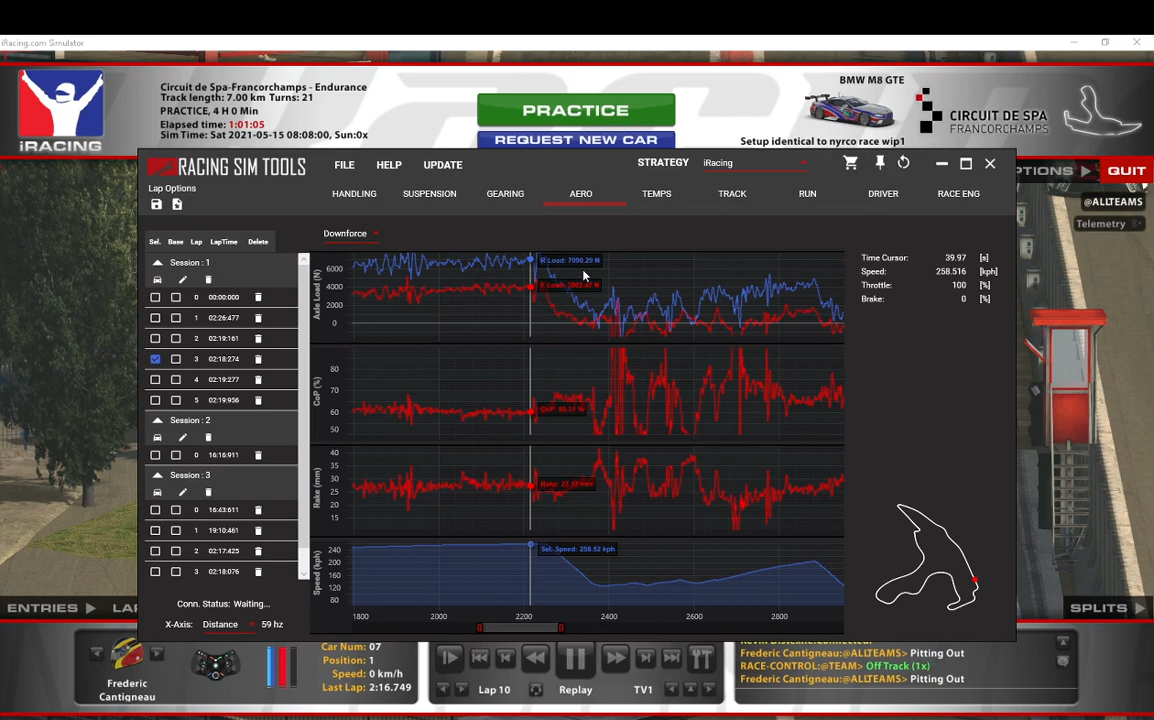 iRacing.com Simulator
iRACING
Circuit de Spa-Francorchamps - Endurance
Track length: 7.00 km Turns: 21
PRACTICE, 4 H 0 Min
Elapsed time: 1:01:05
Sim Time: Sat 2021-05-15 08:08:00, Sun:0x
PRACTICE
REQUEST NEW CAR
BMW M8 GTE
CIRCUIT DE SPA
FRANCORCHAMPS
Setup identical to nyrco race wip1
RACING SIM TOOLS
FILE HELP UPDATE
STRATEGY iRacing
PTIONS QUIT
@ALLTEAMS
Telemetry
Lap Options
HANDLING SUSPENSION GEARING AERO TEMPS TRACK RUN DRIVER RACE ENG
Downforce
Sel. Base Lap LapTime Delete
Session : 1
0 00:00:000
1 02:26:477
2 02:19:161
3 02:18:274
4 02:19:277
5 02:19:956
Session : 2
0 16:16:911
Session : 3
0 16:43:611
1 19:10:461
2 02:17:425
3 02:18:076
Conn. Status: Waiting...
X-Axis: Distance 59 hz
Axle Load (N)
6000
4000
2000
0
R Load: 7096.29 N
CoP (%)
80
70
60
50
Rake (mm)
40
35
30
25
20
15
Speed (kph)
240
200
160
120
80
Sel. Speed: 258.52 kph
1800 2000 2200 2400 2600 2800
Time Cursor: 39.97 [s]
Speed: 258.516 [kph]
Throttle: 100 [%]
Brake: 0 [%]
ENTRIES LAP
SPLITS
Frederic
Cantigneau
Car Num: 07
Position: 1
Speed: 0 km/h
Last Lap: 2:16.749
Lap 10 Replay TV1
Frederic Cantigneau:@ALLTEAMS> Pitting Out
RACE-CONTROL:@TEAM> Off Track (1x)
Frederic Cantigneau:@ALLTEAMS> Pitting Out